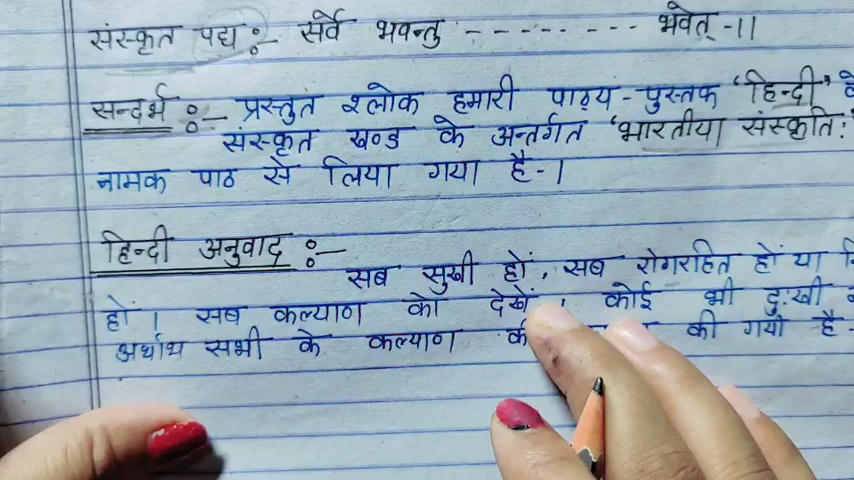 संस्कृत पद्य :- सर्वे भवन्तु - - - - - - - - भवेत् -।।
सन्दर्भ :- प्रस्तुत श्लोक हमारी पाठ्य - पुस्तक 'हिन्दी' के
संस्कृत खण्ड के अन्तर्गत 'भारतीया संस्कृति:'
नामक पाठ से लिया गया है -।
हिन्दी अनुवाद :-
सब सुखी हों, सब रोगरहित हों या
हों । सब कल्याण को देखें, कोई भी दु:खी
अर्थाथ सभी के कल्याण की गयी है -